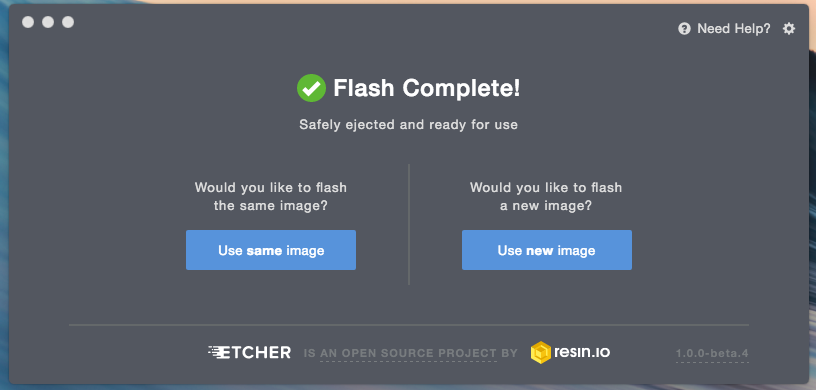 Need Help?
Flash Complete!
Safely ejected and ready for use
Would you like to flash
the same image?
Use same image
Would you like to flash
a new image?
Use new image
ETCHER IS AN OPEN SOURCE PROJECT BY resin.io 1.0.0-beta.4